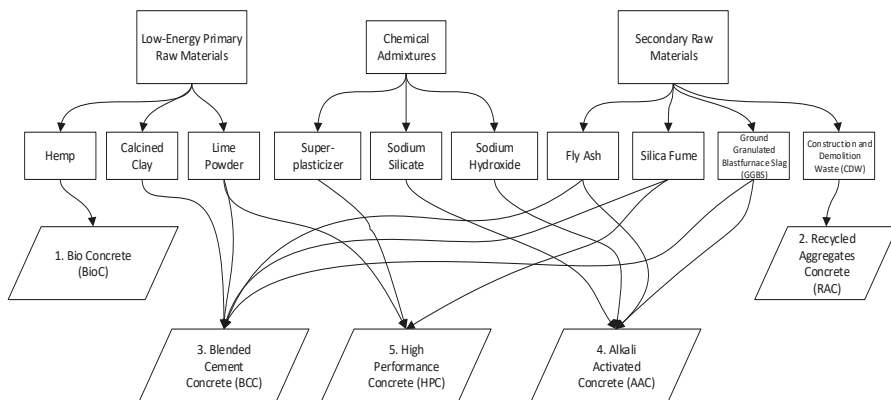 Low-Energy Primary
Raw Materials
Chemical
Admixtures
Secondary Raw
Materials
Hemp
Calcined
Clay
Lime
Powder
Super-
plasticizer
Sodium
Silicate
Sodium
Hydroxide
Fly Ash
Silica Fume
Ground
Granulated
Blastfurnace Slag
(GGBS)
Construction and
Demolition
Waste (CDW)
1. Bio Concrete
(BioC)
2. Recycled
Aggregates
Concrete
(RAC)
3. Blended
Cement
Concrete (BCC)
5. High
Performance
Concrete (HPC)
4. Alkali
Activated
Concrete (AAC)